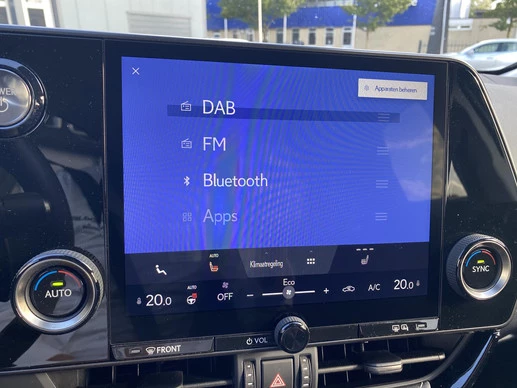 POWER
Apparaten beheren
DAB
FM
Bluetooth
Apps
AUTO
Klimaatregeling
AUTO
20.0
AUTO
OFF
Eco
A/C
20.0
SYNC
FRONT
VOL